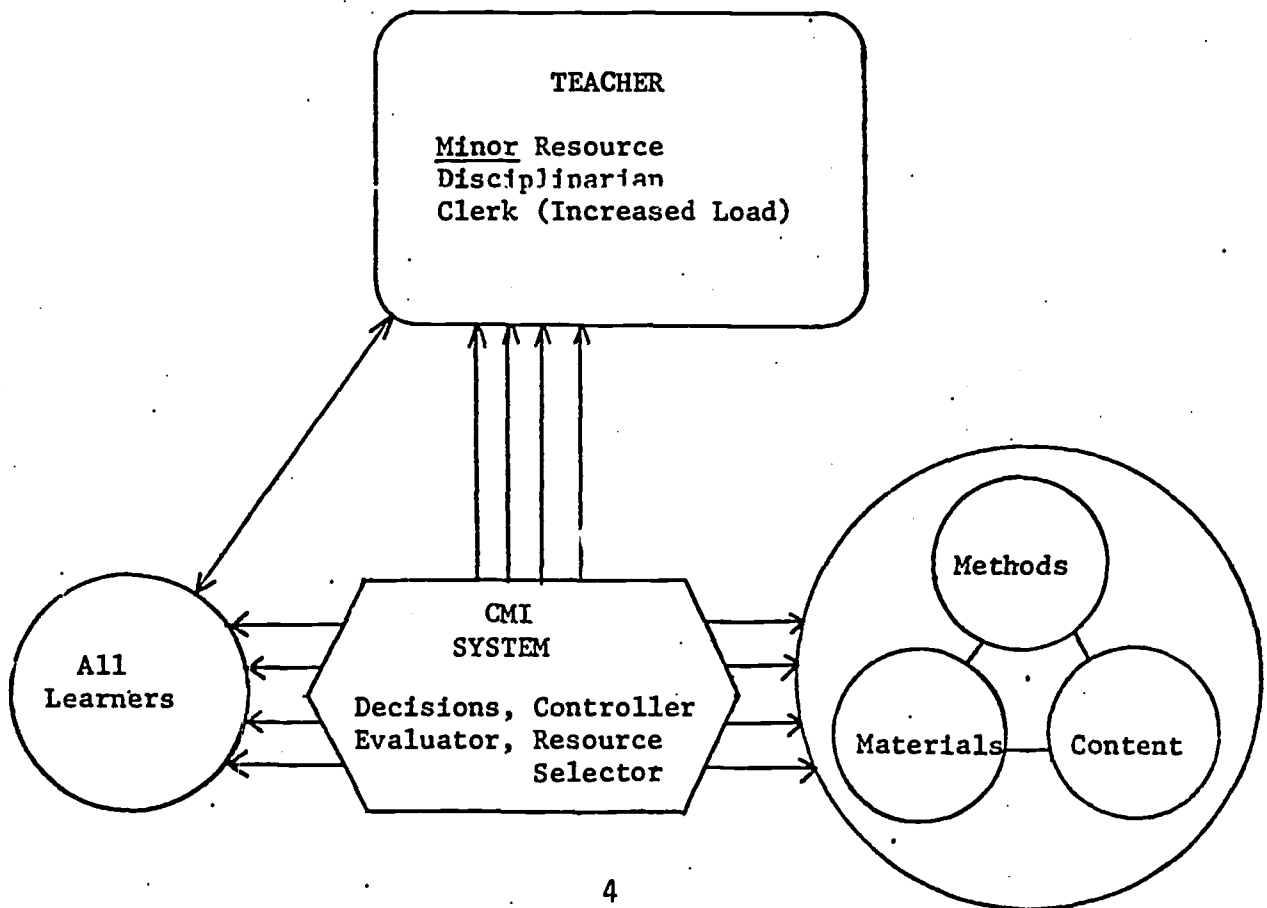 TEACHER
Minor Resource
Disciplinarian
Clerk (Increased Load)
Methods
CMI
SYSTEM
All
Learners
Decisions, Controller
Evaluator, Resource
Selector
Materials
Content
4